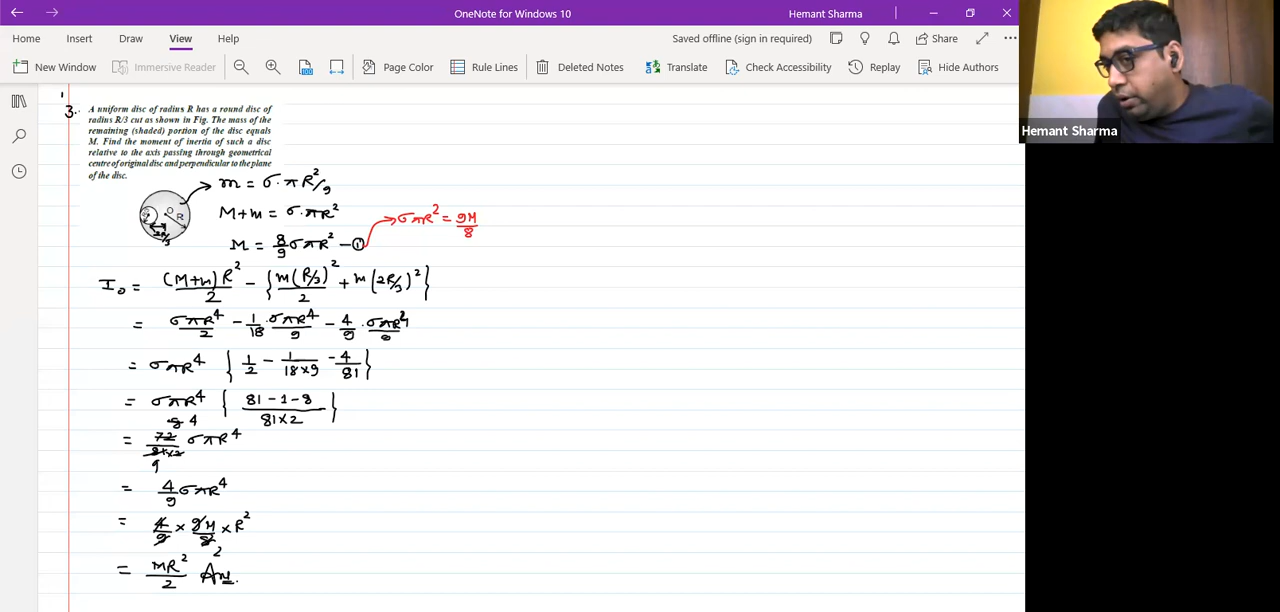 OneNote for Windows 10
Hemant Sharma
Home Insert Draw View Help
Saved offline (sign in required) Share
New Window Immersive Reader 100 Page Color Rule Lines Deleted Notes Translate Check Accessibility Replay Hide Authors
Hemant Sharma
3.
A uniform disc of radius R has a round disc of
radius R/3 cut as shown in Fig. The mass of the
remaining (shaded) portion of the disc equals
M. Find the moment of inertia of such a disc
relative to the axis passing through geometrical
centre of original disc and perpendicular to the plane
of the disc.
m = σ·πR²/9
O R
M+m = σ·πR²
M = 8/9 σπR² — ①
σπR² = 9M/8
I₀ = (M+m)R²/2 - {m(R/3)²/2 + m(2R/3)²}
= σπR⁴/2 - 1/18·σπR⁴/9 - 4/9·σπR⁴/9
= σπR⁴ {1/2 - 1/18×9 - 4/81}
= σπR⁴ {81-1-8/81×2}
= 72/81×2 σπR⁴
= 4/9 σπR⁴
= 4/9 × 9M/8 × R²
= MR²/2 Ans.